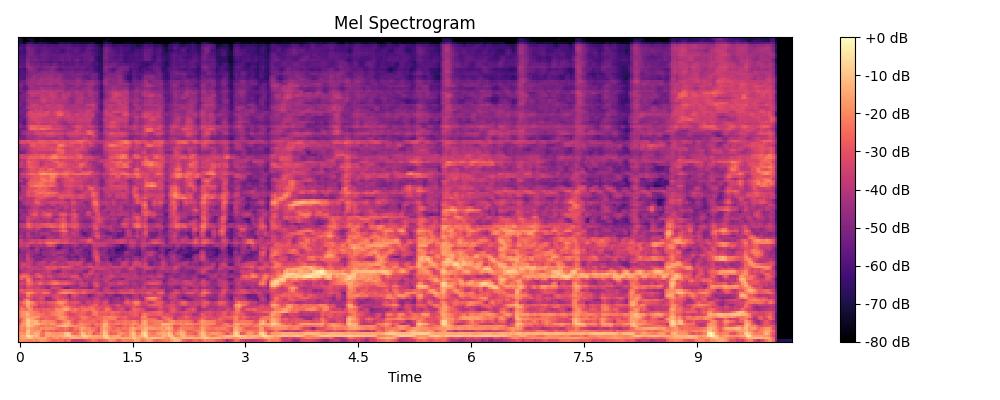 Mel Spectrogram
+0 dB
-10 dB
-20 dB
-30 dB
-40 dB
-50 dB
-60 dB
-70 dB
-80 dB
0 1.5 3 4.5 6 7.5 9
Time